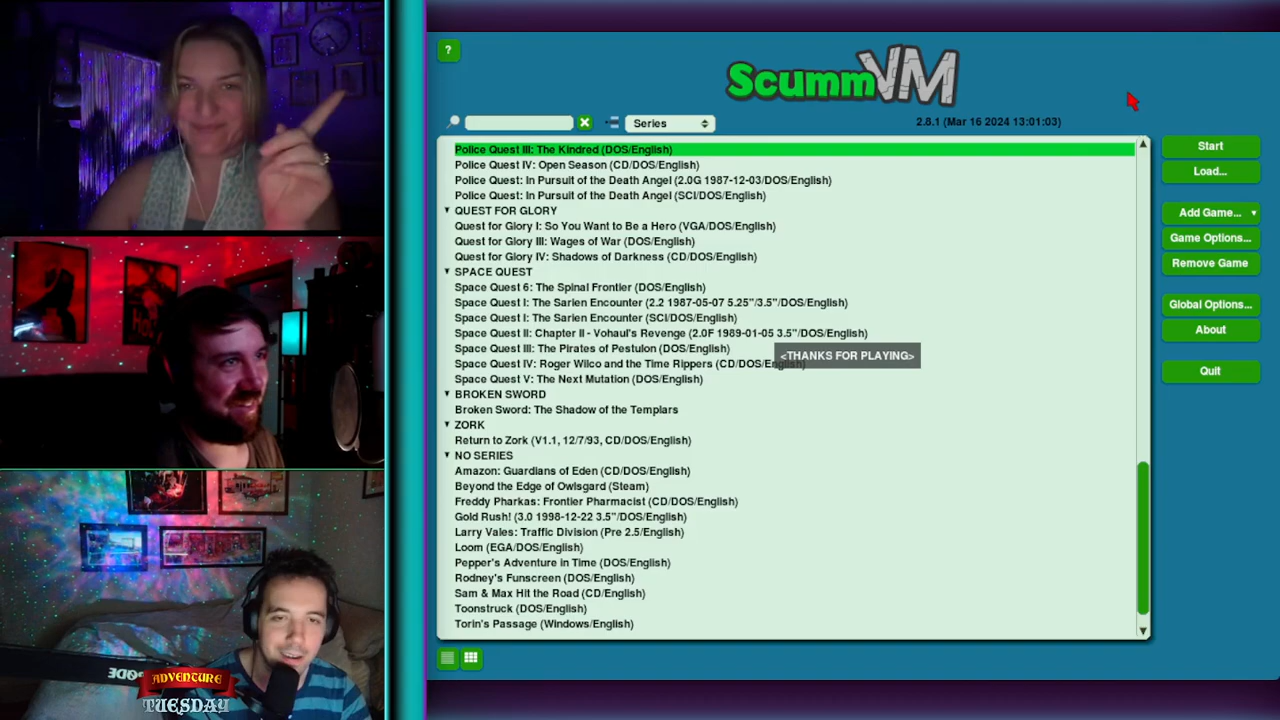 ?
ScummVM
Series
2.8.1 (Mar 16 2024 13:01:03)
Police Quest III: The Kindred (DOS/English)
Police Quest IV: Open Season (CD/DOS/English)
Police Quest: In Pursuit of the Death Angel (2.0G 1987-12-03/DOS/English)
Police Quest: In Pursuit of the Death Angel (SCI/DOS/English)
QUEST FOR GLORY
Quest for Glory I: So You Want to Be a Hero (VGA/DOS/English)
Quest for Glory III: Wages of War (DOS/English)
Quest for Glory IV: Shadows of Darkness (CD/DOS/English)
SPACE QUEST
Space Quest 6: The Spinal Frontier (DOS/English)
Space Quest I: The Sarien Encounter (2.2 1987-05-07 5.25"/3.5"/DOS/English)
Space Quest I: The Sarien Encounter (SCI/DOS/English)
Space Quest II: Chapter II - Vohaul's Revenge (2.0F 1989-01-05 3.5"/DOS/English)
Space Quest III: The Pirates of Pestulon (DOS/English)
<THANKS FOR PLAYING>
Space Quest IV: Roger Wilco and the Time Rippers (CD/DOS/English)
Space Quest V: The Next Mutation (DOS/English)
BROKEN SWORD
Broken Sword: The Shadow of the Templars
ZORK
Return to Zork (V1.1, 12/7/93, CD/DOS/English)
NO SERIES
Amazon: Guardians of Eden (CD/DOS/English)
Beyond the Edge of Owlsgard (Steam)
Freddy Pharkas: Frontier Pharmacist (CD/DOS/English)
Gold Rush! (3.0 1998-12-22 3.5"/DOS/English)
Larry Vales: Traffic Division (Pre 2.5/English)
Loom (EGA/DOS/English)
Pepper's Adventure in Time (DOS/English)
Rodney's Funscreen (DOS/English)
Sam & Max Hit the Road (CD/English)
Toonstruck (DOS/English)
Torin's Passage (Windows/English)
Start
Load...
Add Game...
Game Options...
Remove Game
Global Options...
About
Quit
ADVENTURE
TUESDAY